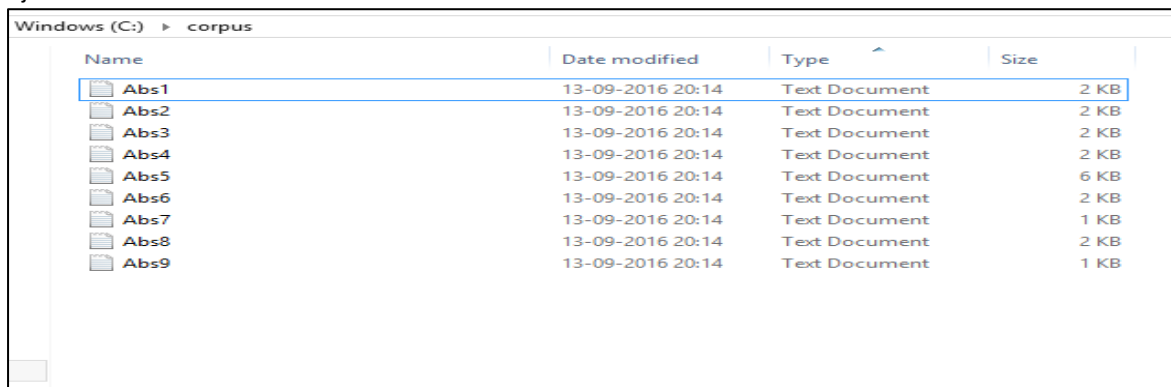 Windows (C:) ▸ corpus
Name Date modified Type Size
Abs1 13-09-2016 20:14 Text Document 2 KB
Abs2 13-09-2016 20:14 Text Document 2 KB
Abs3 13-09-2016 20:14 Text Document 2 KB
Abs4 13-09-2016 20:14 Text Document 2 KB
Abs5 13-09-2016 20:14 Text Document 6 KB
Abs6 13-09-2016 20:14 Text Document 2 KB
Abs7 13-09-2016 20:14 Text Document 1 KB
Abs8 13-09-2016 20:14 Text Document 2 KB
Abs9 13-09-2016 20:14 Text Document 1 KB